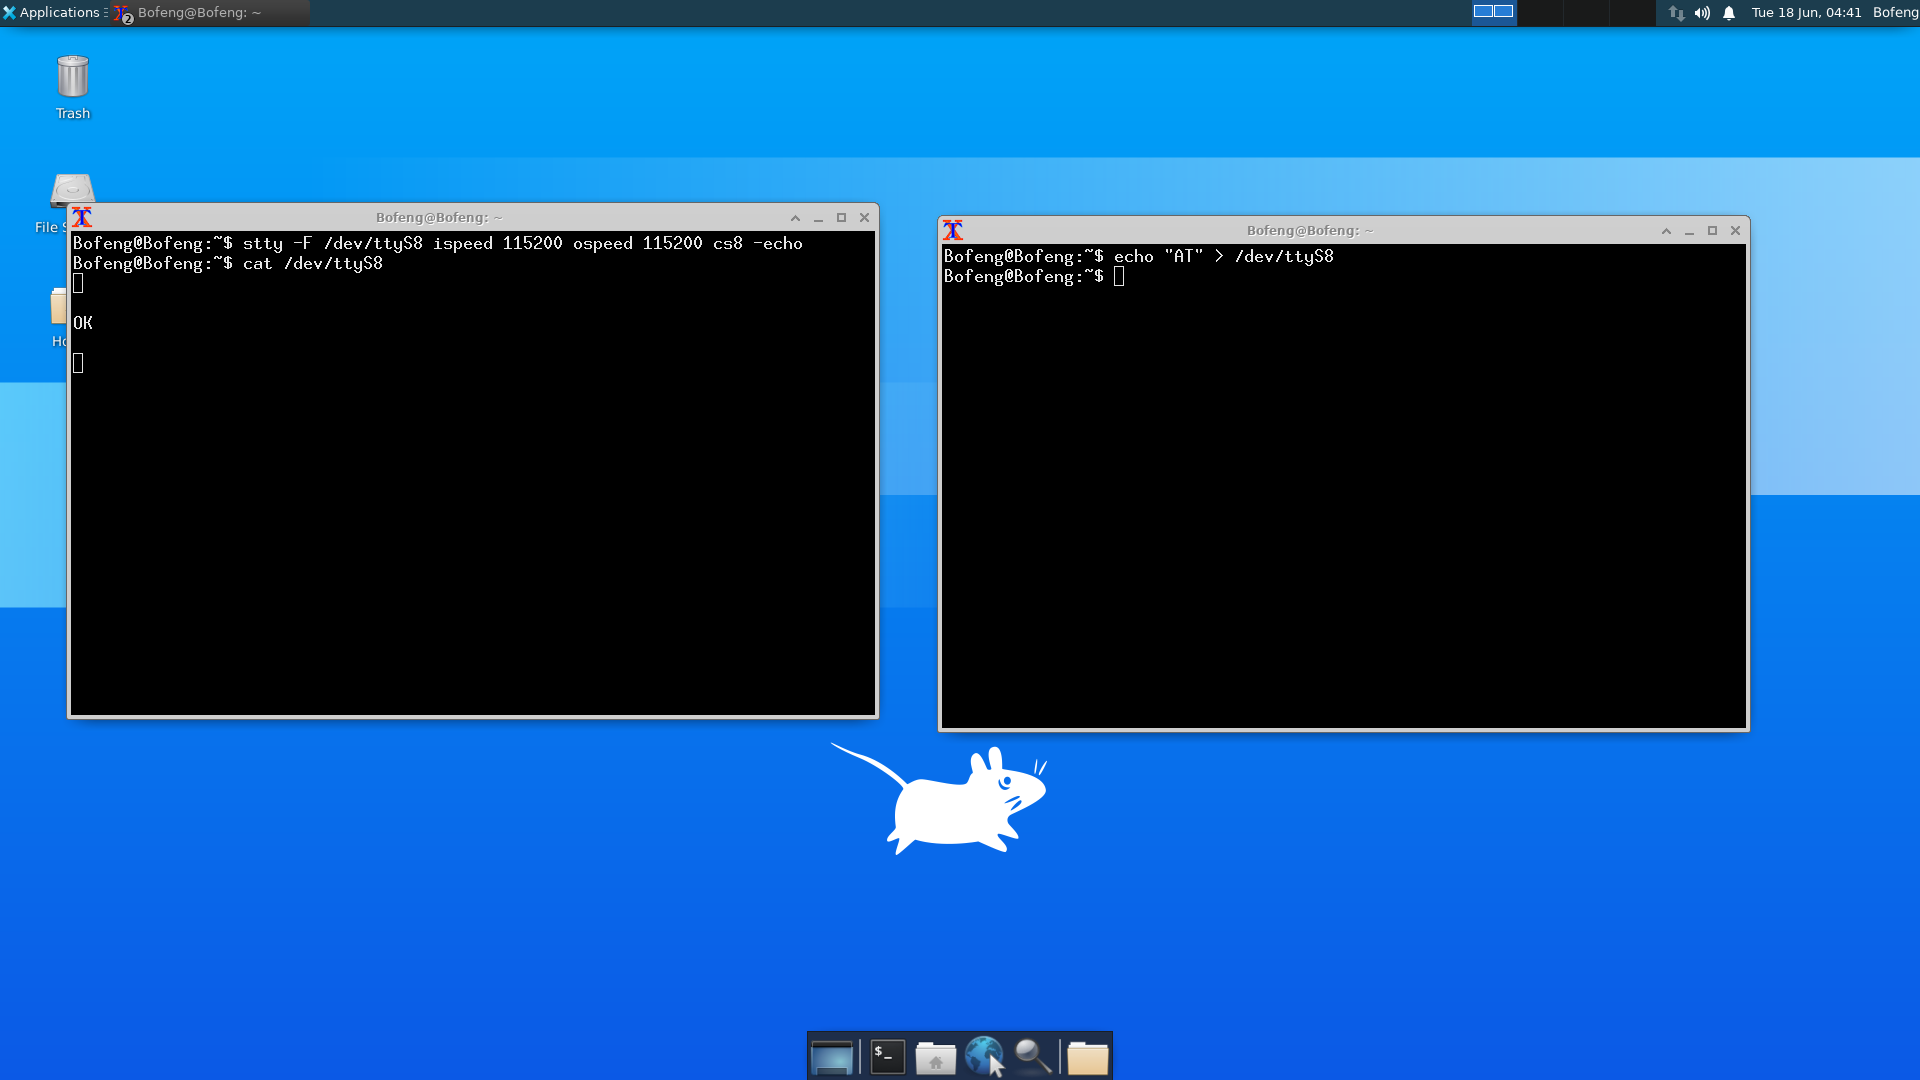 Applications
2
Bofeng@Bofeng: ~
Tue 18 Jun, 04:41
Bofeng
Trash
File S
Ho
Bofeng@Bofeng: ~
Bofeng@Bofeng:~$ stty -F /dev/ttyS8 ispeed 115200 ospeed 115200 cs8 -echo
Bofeng@Bofeng:~$ cat /dev/ttyS8
OK
Bofeng@Bofeng: ~
Bofeng@Bofeng:~$ echo "AT" > /dev/ttyS8
Bofeng@Bofeng:~$
$_